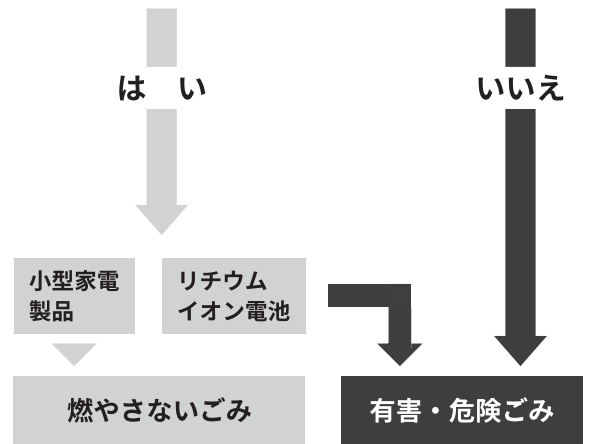 は い
いいえ
小型家電
製品
リチウム
イオン電池
燃やさないごみ
有害・危険ごみ